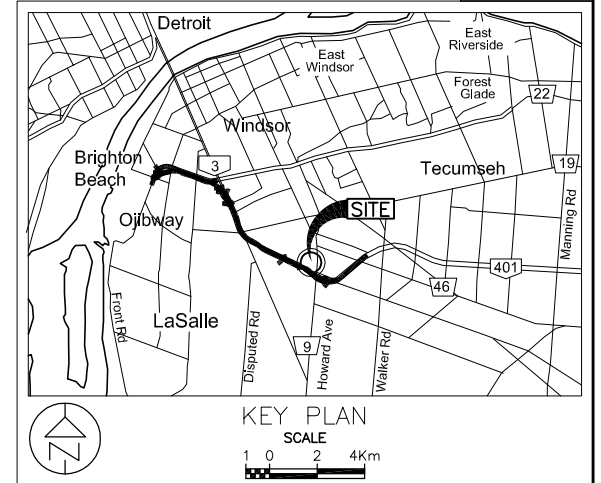 Detroit
East
Riverside
East
Windsor
Forest
Glade
22
Windsor
3
19
Brighton
Beach
Tecumseh
SITE
Manning Rd
Ojibway
401
46
Front Rd
LaSalle
Disputed Rd
9
Howard Ave
Walker Rd
N
KEY PLAN
SCALE
1 0 2 4Km